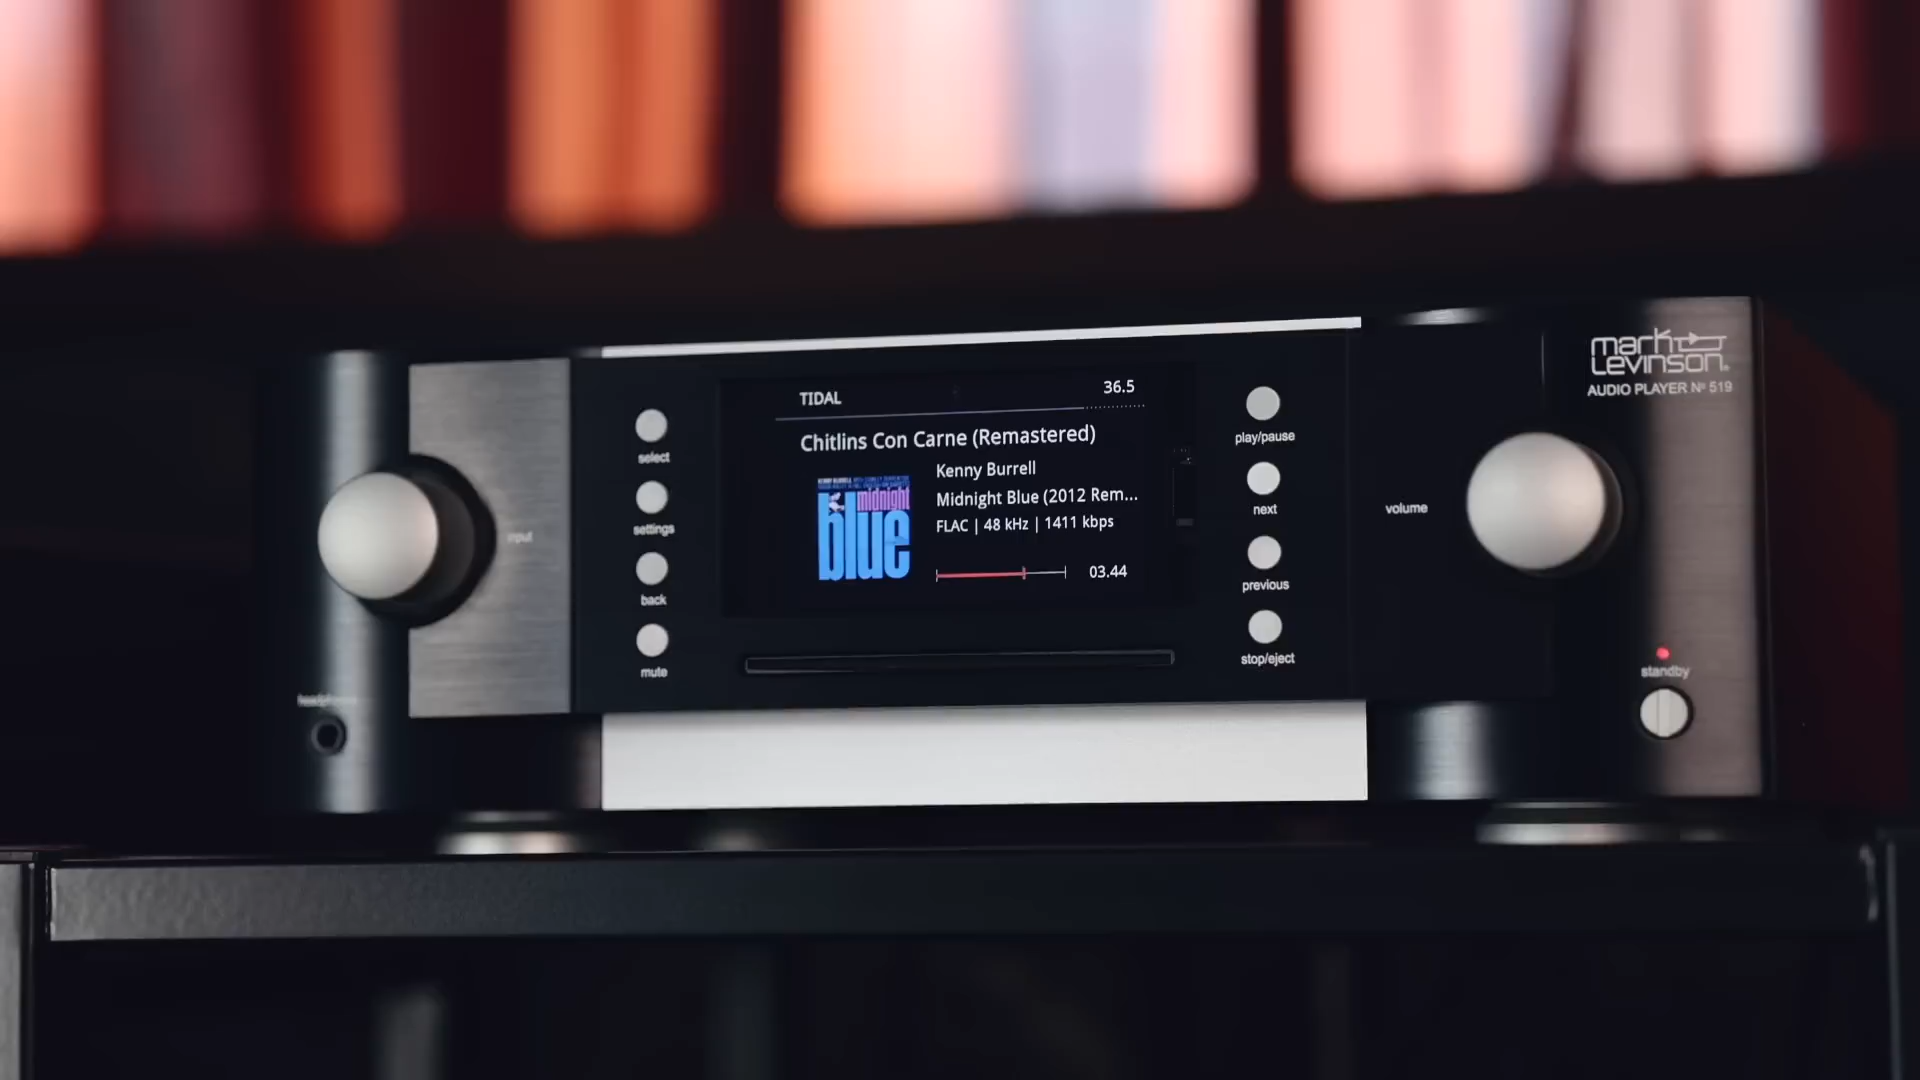 mark
Levinson®
AUDIO PLAYER Nº 519
TIDAL
36.5
Chitlins Con Carne (Remastered)
Kenny Burrell
Midnight Blue (2012 Rem...
FLAC | 48 kHz | 1411 kbps
03.44
midnight
blue
select
settings
back
mute
input
play/pause
next
previous
stop/eject
volume
standby